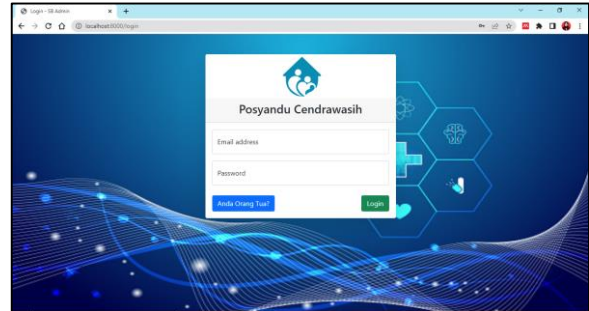 Login - SB Admin
localhost:8000/login
Posyandu Cendrawasih
Email address
Password
Anda Orang Tua?
Login